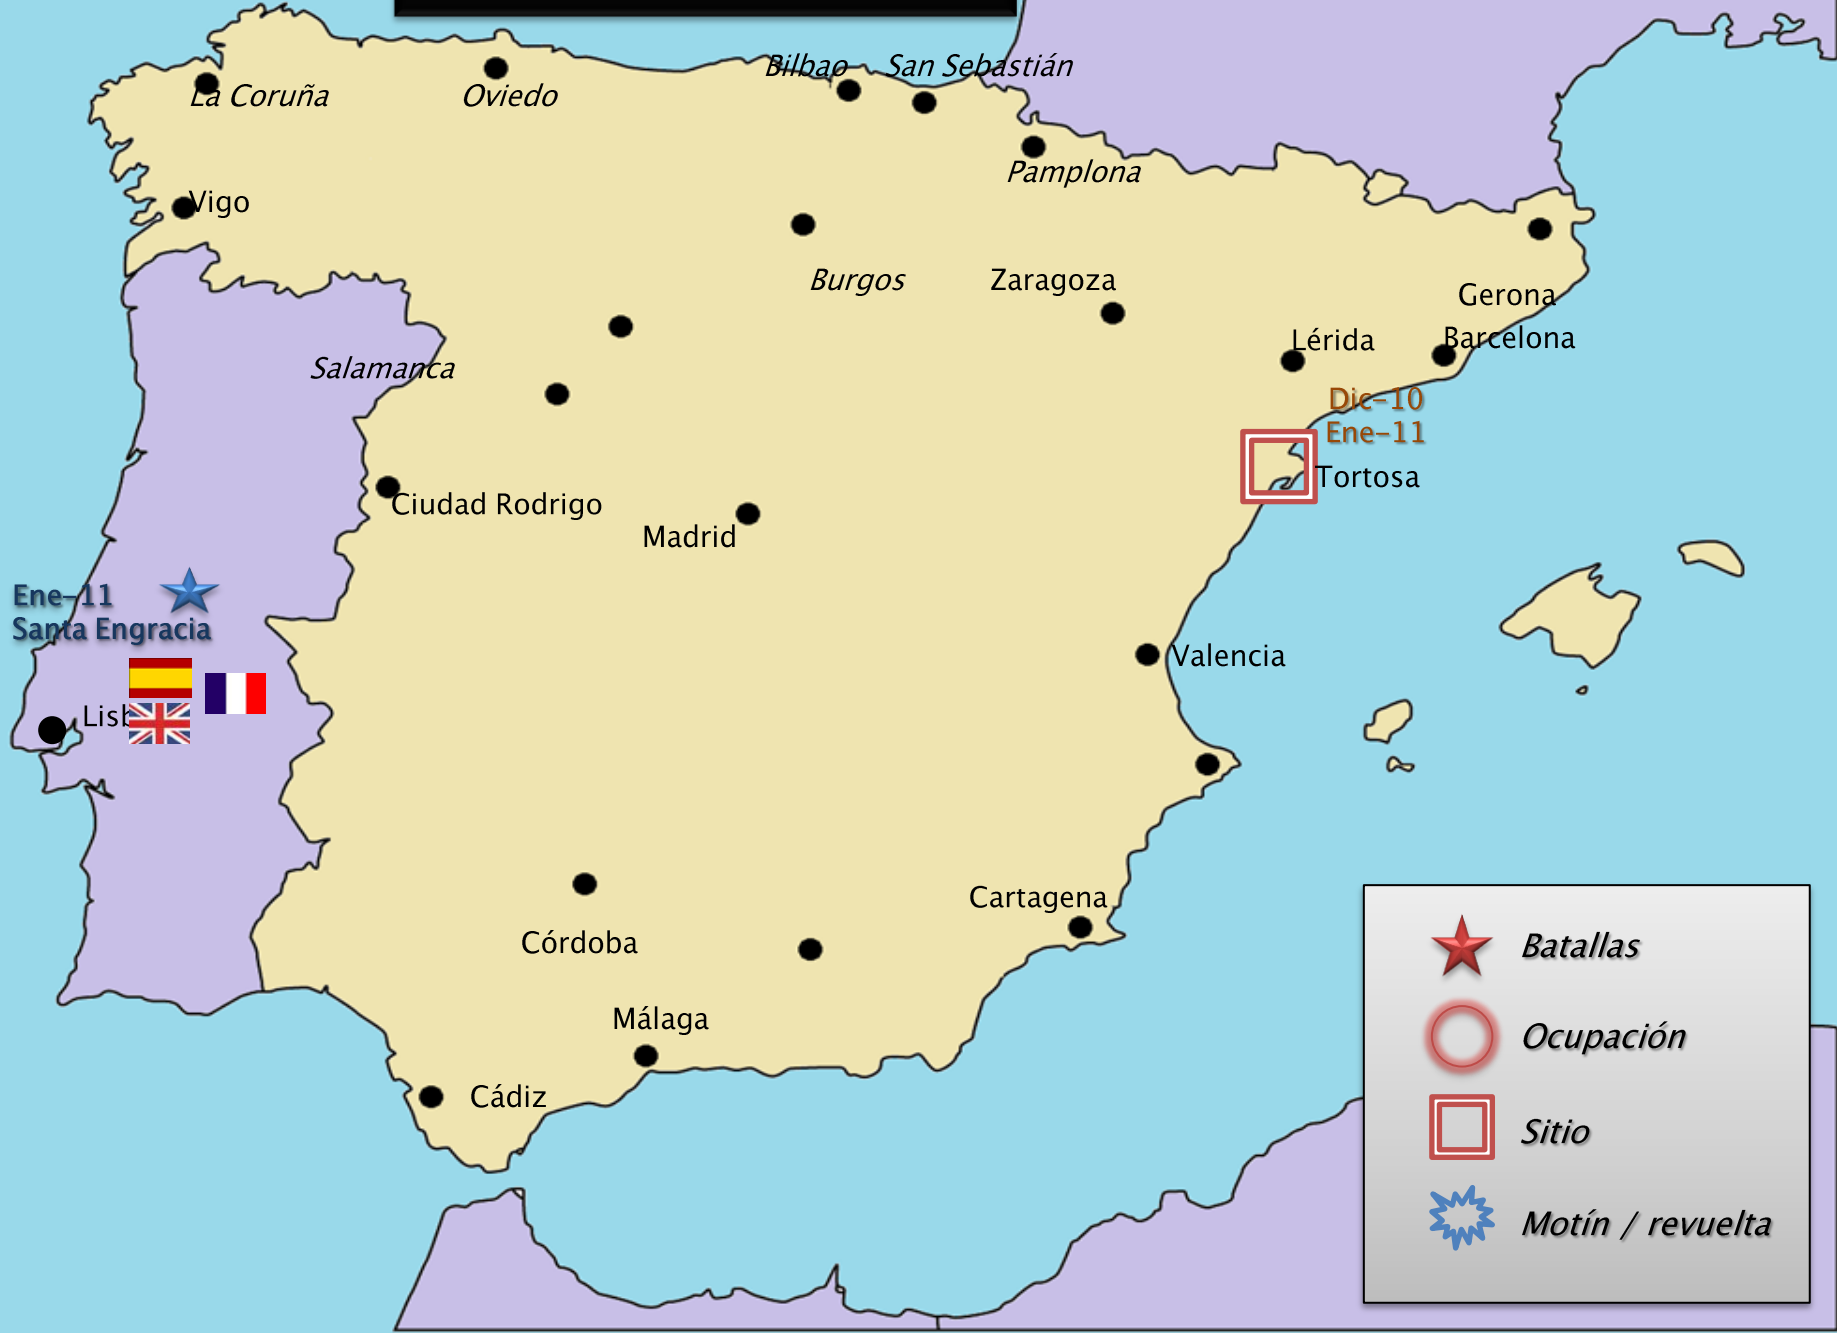 Bilbao
San Sebastián
La Coruña
Oviedo
Pamplona
Vigo
Burgos
Zaragoza
Gerona
Lérida
Barcelona
Salamanca
Dic-10
Ene-11
Tortosa
Ciudad Rodrigo
Madrid
Ene-11
Santa Engracia
Valencia
Lisb
Cartagena
Córdoba
Málaga
Cádiz
Batallas
Ocupación
Sitio
Motín / revuelta